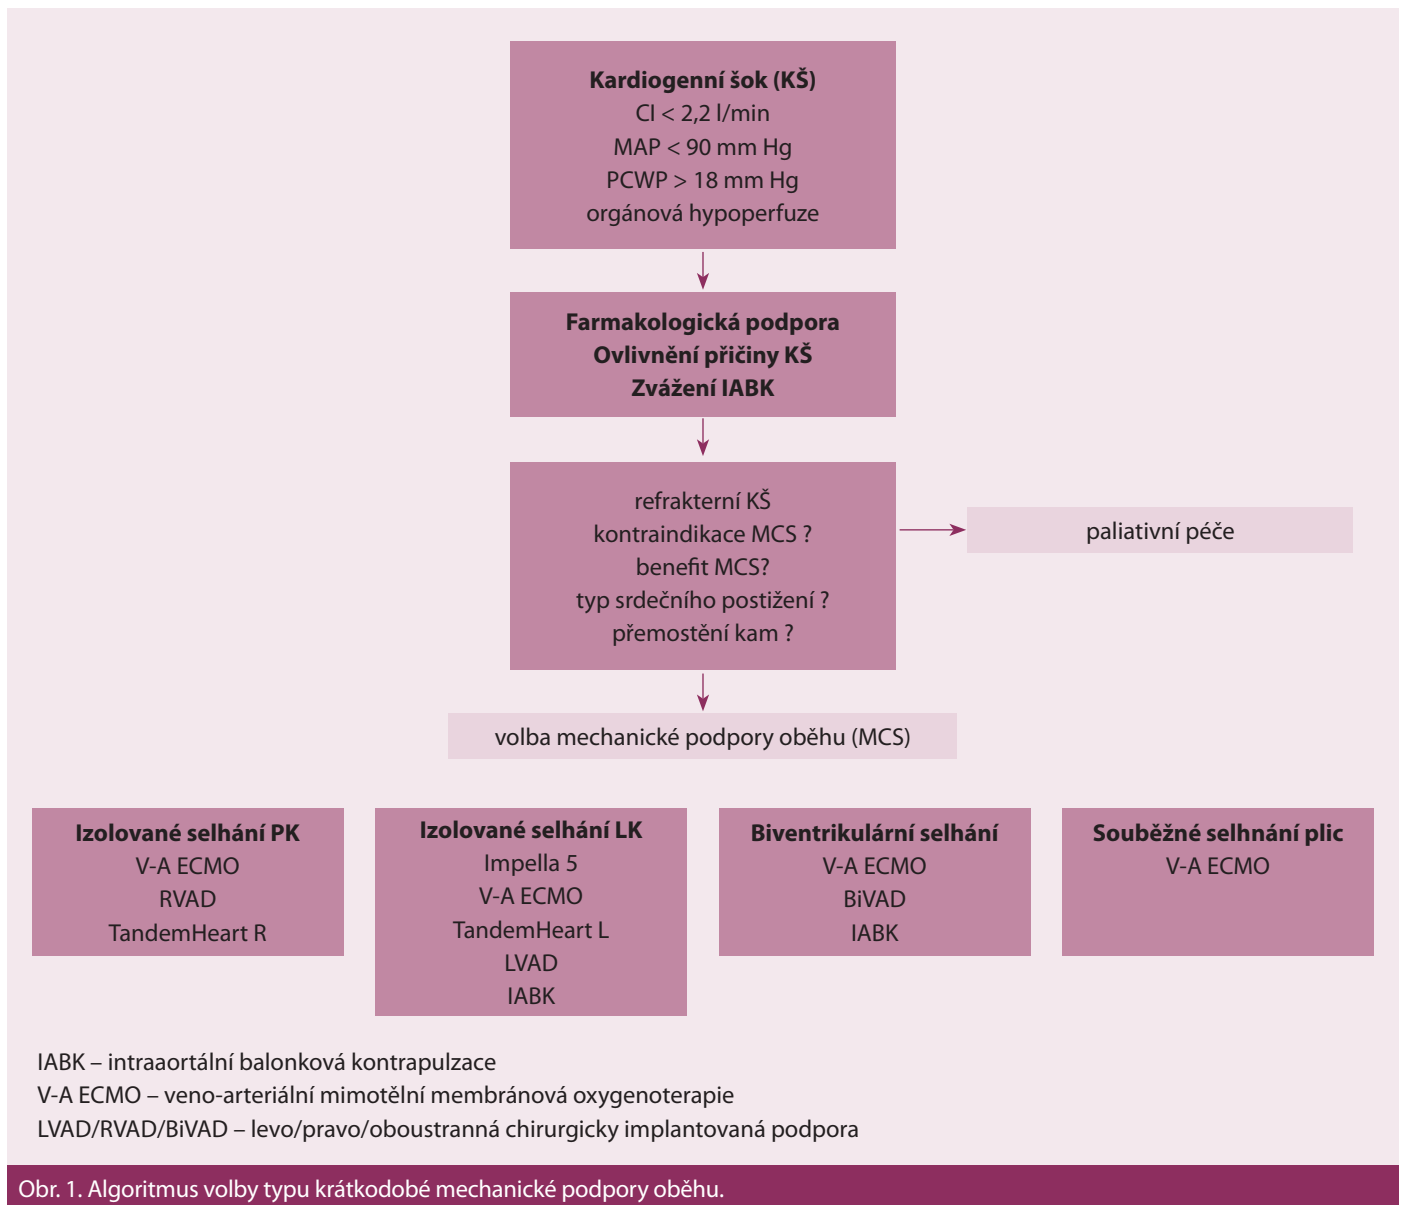 Kardiogenní šok (KŠ)
CI < 2,2 l/min
MAP < 90 mm Hg
PCWP > 18 mm Hg
orgánová hypoperfuze
Farmakologická podpora
Ovlivnění přičiny KŠ
Zvážení IABK
refrakterní KŠ
kontraindikace MCS ?
benefit MCS?
typ srdečního postižení ?
přemostění kam ?
paliativní péče
volba mechanické podpory oběhu (MCS)
Izolované selhání PK
V-A ECMO
RVAD
TandemHeart R
Izolované selhání LK
Impella 5
V-A ECMO
TandemHeart L
LVAD
IABK
Biventrikulární selhání
V-A ECMO
BiVAD
IABK
Souběžné selhnání plic
V-A ECMO
IABK – intraaortální balonková kontrapulzace
V-A ECMO – veno-arteriální mimotělní membránová oxygenoterapie
LVAD/RVAD/BiVAD – levo/pravo/oboustranná chirurgicky implantovaná podpora
Obr. 1. Algoritmus volby typu krátkodobé mechanické podpory oběhu.